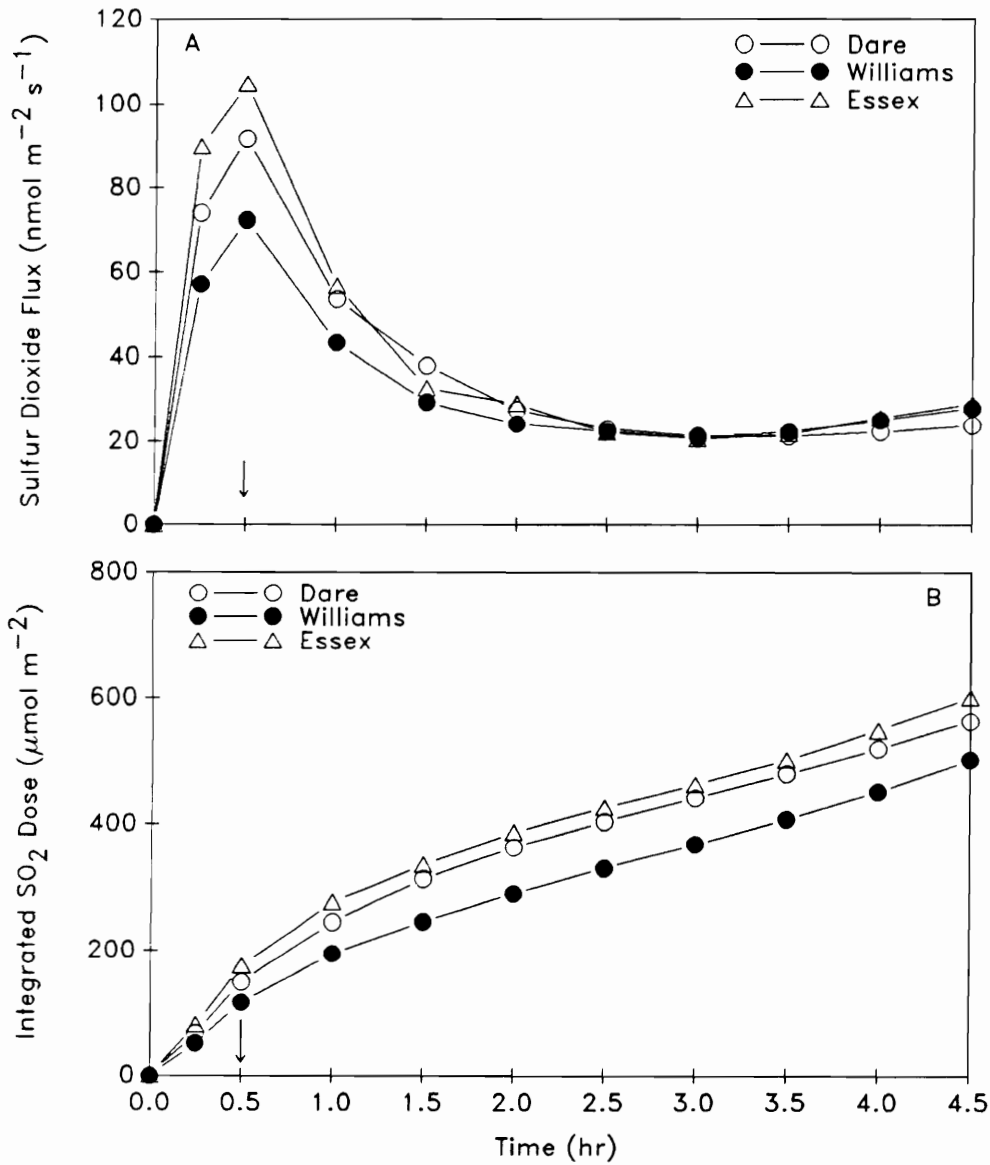 A
Dare
Williams
Essex
Sulfur Dioxide Flux (nmol m−2 s−1)
120
100
80
60
40
20
0
B
Dare
Williams
Essex
Integrated SO2 Dose (μmol m−2)
800
600
400
200
0
0.0 0.5 1.0 1.5 2.0 2.5 3.0 3.5 4.0 4.5
Time (hr)